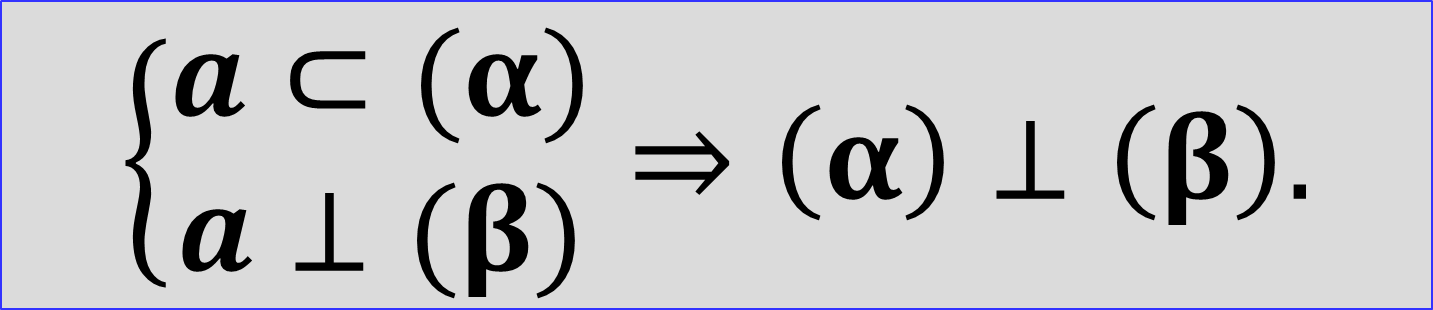 a ⊂ (α)
a ⊥ (β) ⇒ (α) ⊥ (β).